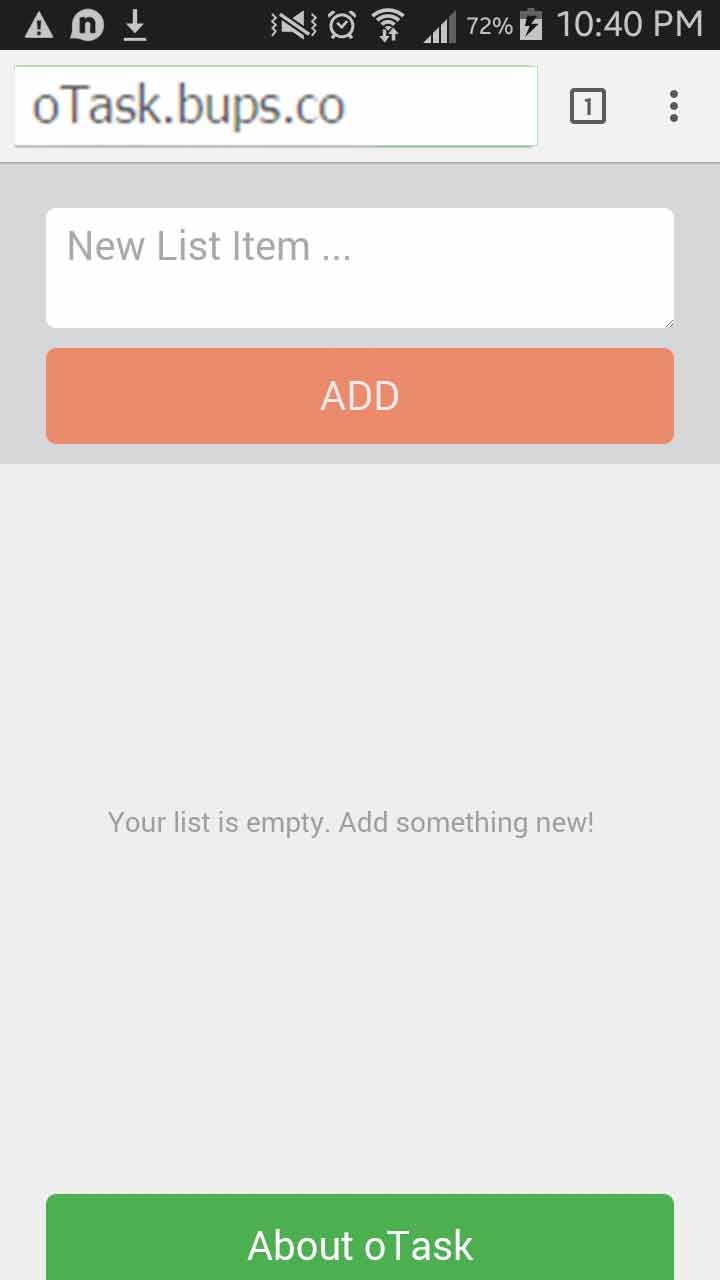 72% 10:40 PM
oTask.bups.co
1
New List Item ...
ADD
Your list is empty. Add something new!
About oTask